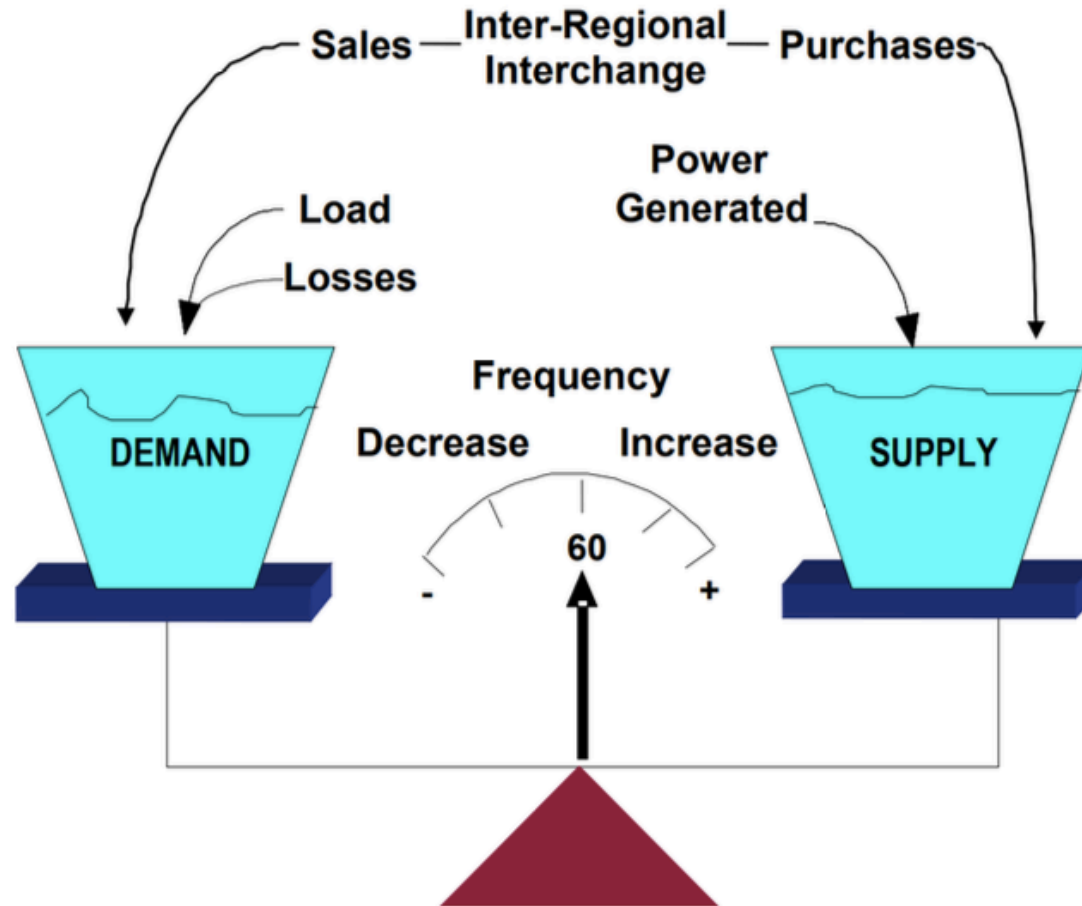 Sales
Inter-Regional
Interchange
Purchases
Power
Generated
Load
Losses
Frequency
Decrease
Increase
DEMAND
SUPPLY
60
-
+